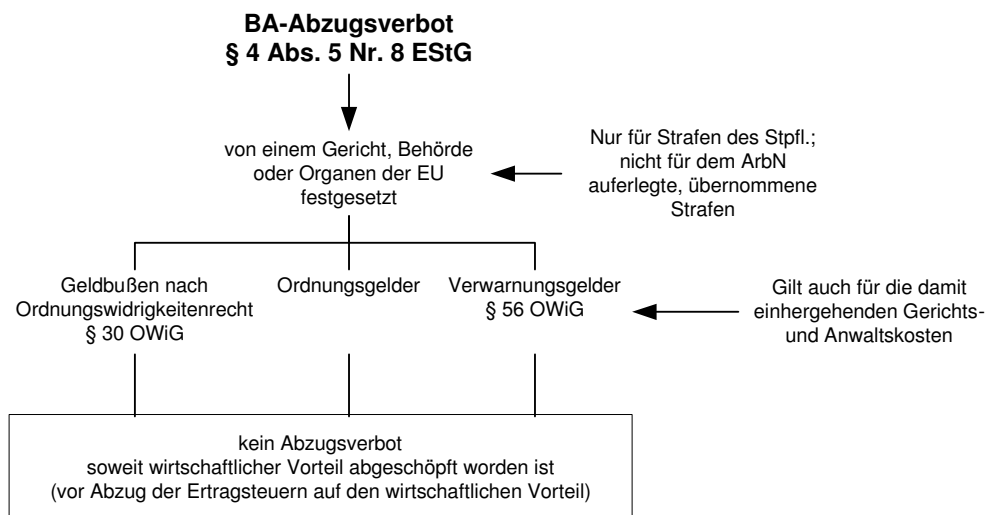 BA-Abzugsverbot
§ 4 Abs. 5 Nr. 8 EStG
von einem Gericht, Behörde
oder Organen der EU
festgesetzt
Nur für Strafen des Stpfl.;
nicht für dem ArbN
auferlegte, übernommene
Strafen
Geldbußen nach
Ordnungswidrigkeitenrecht
§ 30 OWiG
Ordnungsgelder
Verwarnungsgelder
§ 56 OWiG
Gilt auch für die damit
einhergehenden Gerichts-
und Anwaltskosten
kein Abzugsverbot
soweit wirtschaftlicher Vorteil abgeschöpft worden ist
(vor Abzug der Ertragsteuern auf den wirtschaftlichen Vorteil)